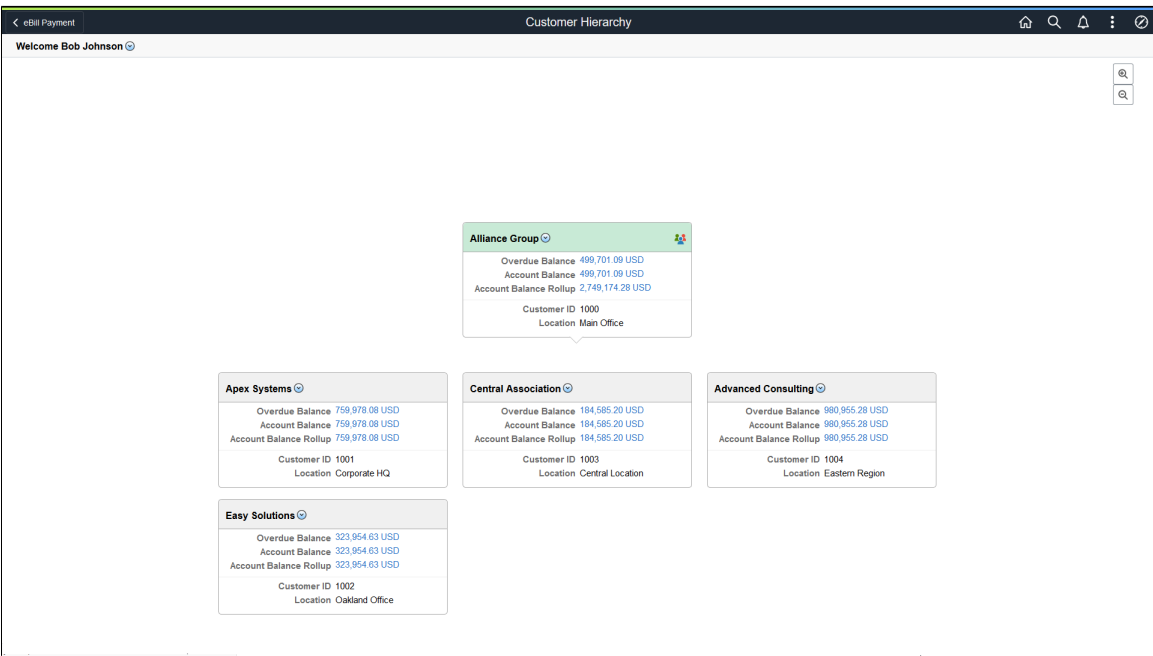 eBill Payment
Customer Hierarchy
Welcome Bob Johnson
Alliance Group
Overdue Balance 499,701.09 USD
Account Balance 499,701.09 USD
Account Balance Rollup 2,749,174.28 USD
Customer ID 1000
Location Main Office
Apex Systems
Overdue Balance 759,978.08 USD
Account Balance 759,978.08 USD
Account Balance Rollup 759,978.08 USD
Customer ID 1001
Location Corporate HQ
Central Association
Overdue Balance 184,585.20 USD
Account Balance 184,585.20 USD
Account Balance Rollup 184,585.20 USD
Customer ID 1003
Location Central Location
Advanced Consulting
Overdue Balance 980,955.28 USD
Account Balance 980,955.28 USD
Account Balance Rollup 980,955.28 USD
Customer ID 1004
Location Eastern Region
Easy Solutions
Overdue Balance 323,954.63 USD
Account Balance 323,954.63 USD
Account Balance Rollup 323,954.63 USD
Customer ID 1002
Location Oakland Office